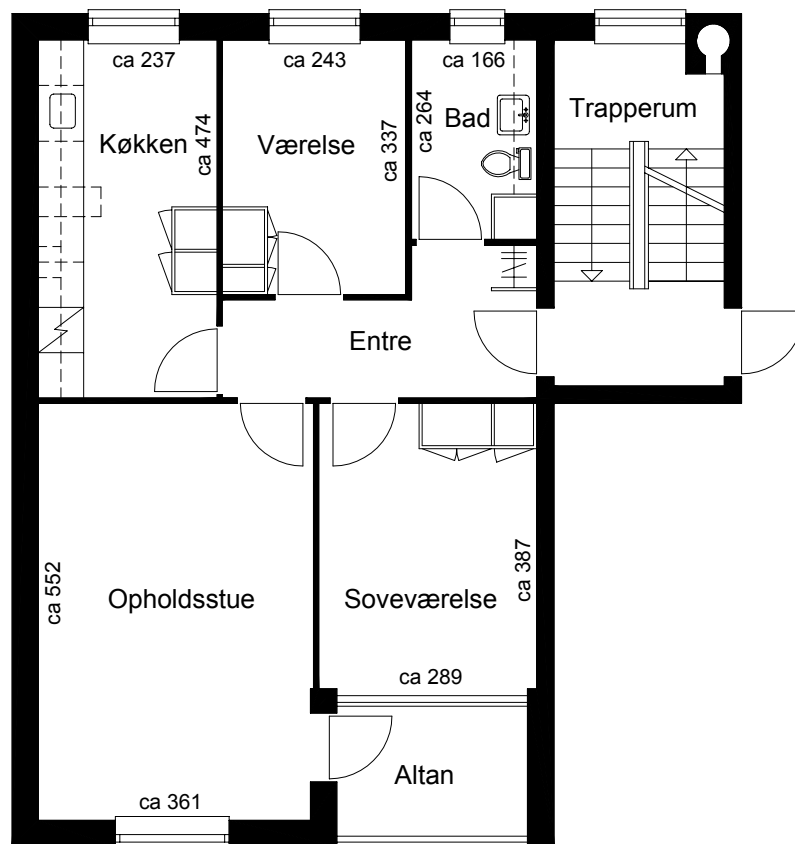 ca 237
ca 243
ca 166
Køkken
ca 474
Værelse
ca 337
ca 264
Bad
Trapperum
Entre
ca 552
Opholdsstue
Soveværelse
ca 387
ca 289
Altan
ca 361